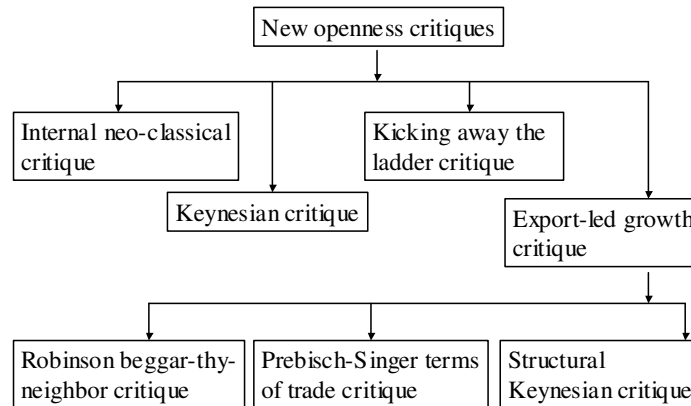 New openness critiques
Internal neo-classical
critique
Kicking away the
ladder critique
Keynesian critique
Export-led growth
critique
Robinson beggar-thy-
neighbor critique
Prebisch-Singer terms
of trade critique
Structural
Keynesian critique